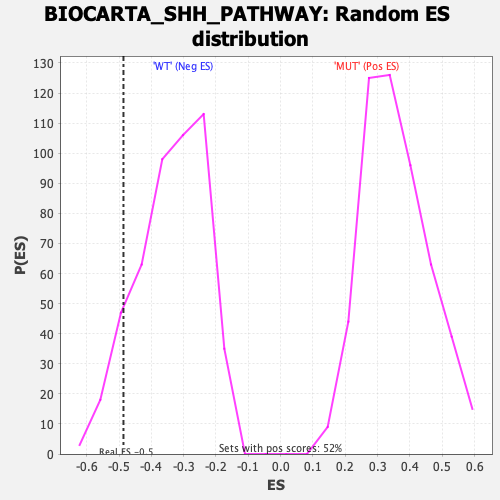 BIOCARTA_SHH_PATHWAY: Random ES
distribution
'WT' (Neg ES) 'MUT' (Pos ES)
130
120
110
100
90
80
70
60
50
40
30
20
10
0
P(ES)
Real ES -0.5 Sets with pos scores: 52%
-0.6 -0.5 -0.4 -0.3 -0.2 -0.1 0.0 0.1 0.2 0.3 0.4 0.5 0.6
ES